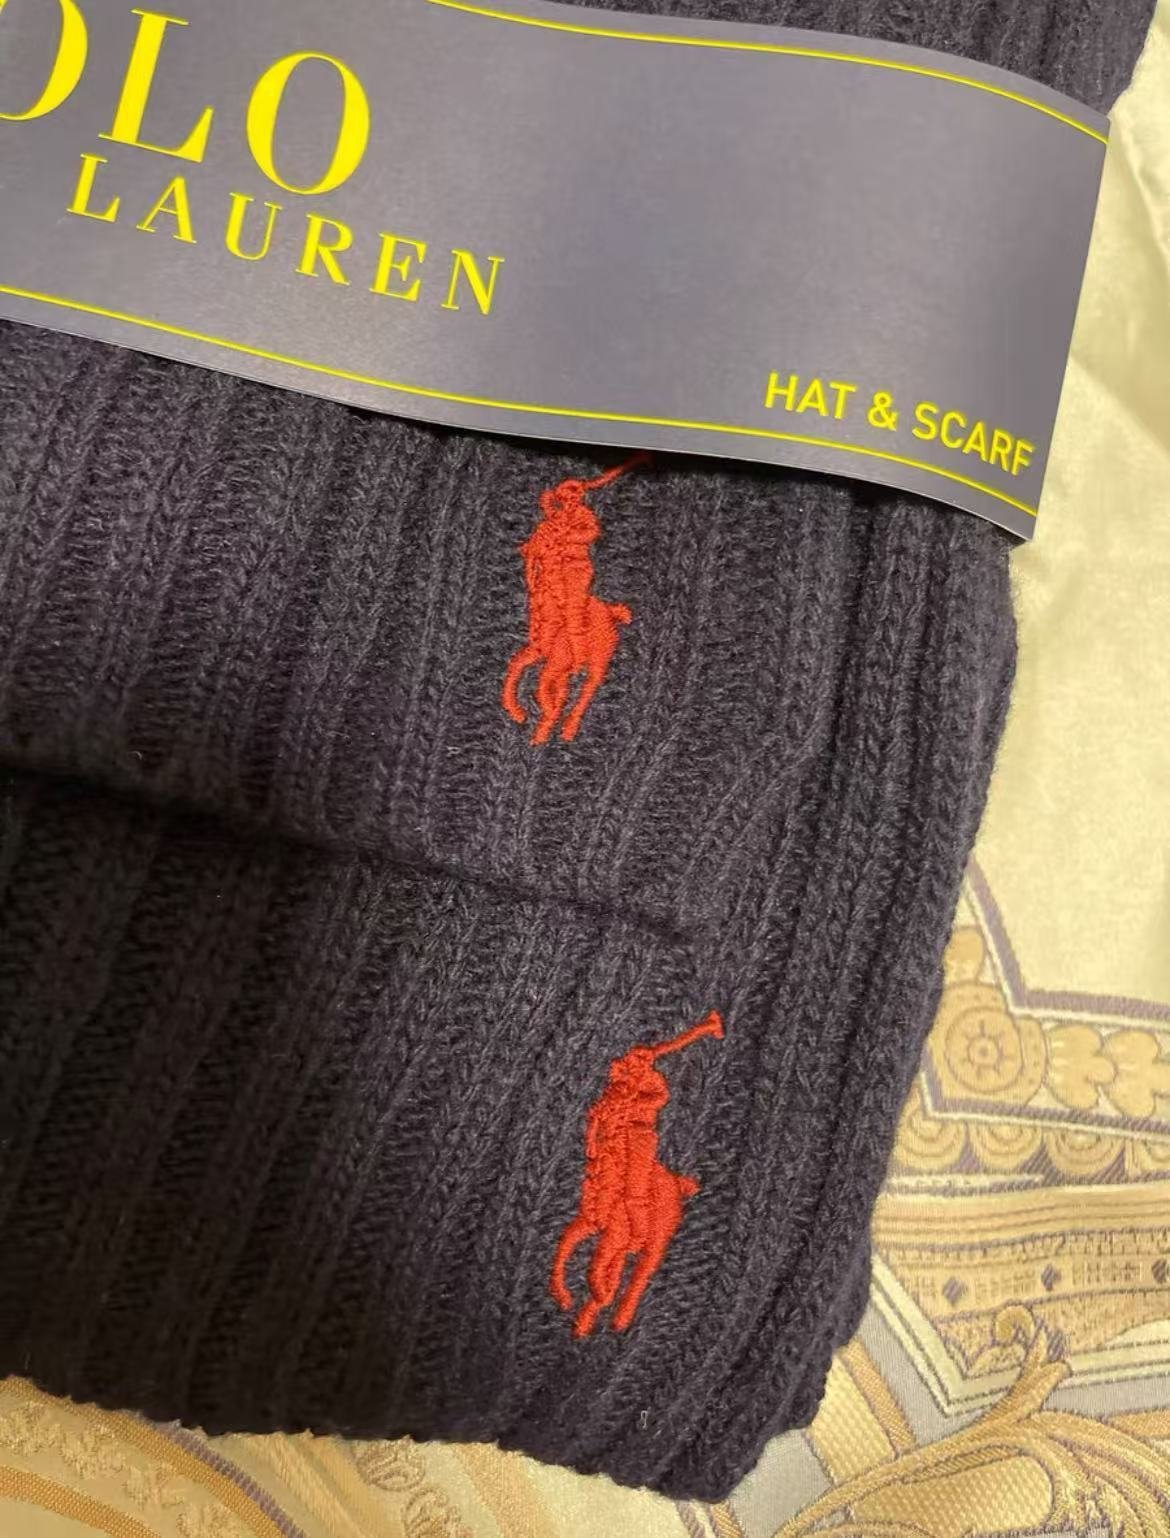 OLO
LAUREN
HAT & SCARF